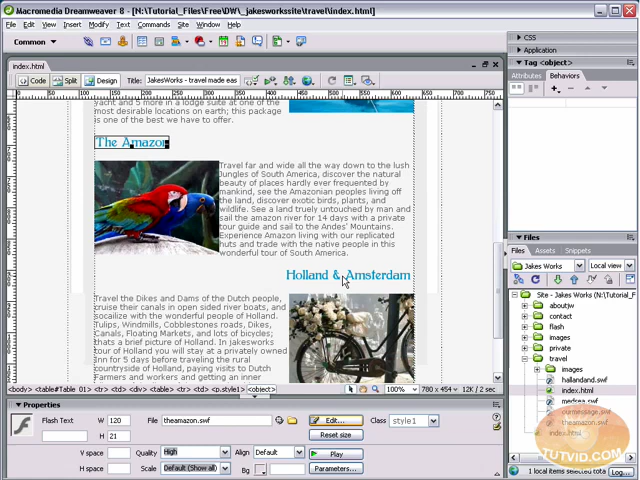 Macromedia Dreamweaver 8 - [N:\Tutorial_Files\Free\DW\_jakesworkssite\travel\index.html]
File Edit View Insert Modify Text Commands Site Window Help
Common
index.html
Code Split Design Title: JakesWorks - travel made eas
yacht and 5 more in a lodge suite at one of the
most desirable locations on earth; this package
is one of the best we have to offer.
The Amazon
Travel far and wide all the way down to the lush
Jungles of South America, discover the natural
beauty of places hardly ever frequented by
mankind, see the Amazonian peoples living off
the land, discover exotic birds, plants, and
wildlife. See a land truely untouched by man and
sail the amazon river for 14 days with a private
tour guide and sail to the Andes' Mountains.
Experience Amazon living with our replicated
huts and trade with the native people in this
wonderful tour of South America.
Holland & Amsterdam
Travel the Dikes and Dams of the Dutch people,
cruise their canals in open sided river boats, and
socailize with the wonderful people of Holland.
Tulips, Windmills, Cobblestones roads, Dikes,
Canals, Floating Markets, and lots of bicycles;
thats a brief picture of Holland. In jakesworks
tour of Holland you will stay at a privately owned
inn for 5 days before traveling the rural
countryside of Holland, paying visits to Dutch
Farmers and workers and getting an inner
<body> <table#Table_01> <tr> <td> <table> <tr> <td> <p.style1> <object> 100% 780 x 454 12K / 2 sec
Properties
Flash Text W 120 File theamazon.swf Edit... Class style1
H 21 Reset size
V space Quality High Align Default Play
H space Scale Default (Show all) Bg Parameters...
CSS
Application
Tag <object>
Attributes Behaviors
Files
Files Assets Snippets
Jakes Works Local view
Site - Jakes Works (N:\Tutorial_F
aboutjw
contact
flash
images
private
travel
images
hallandand.swf
index.html
medsea.swf
ourmessage.swf
theamazon.swf
index.html
TUTVID.COM
1 local items selected tota Log...